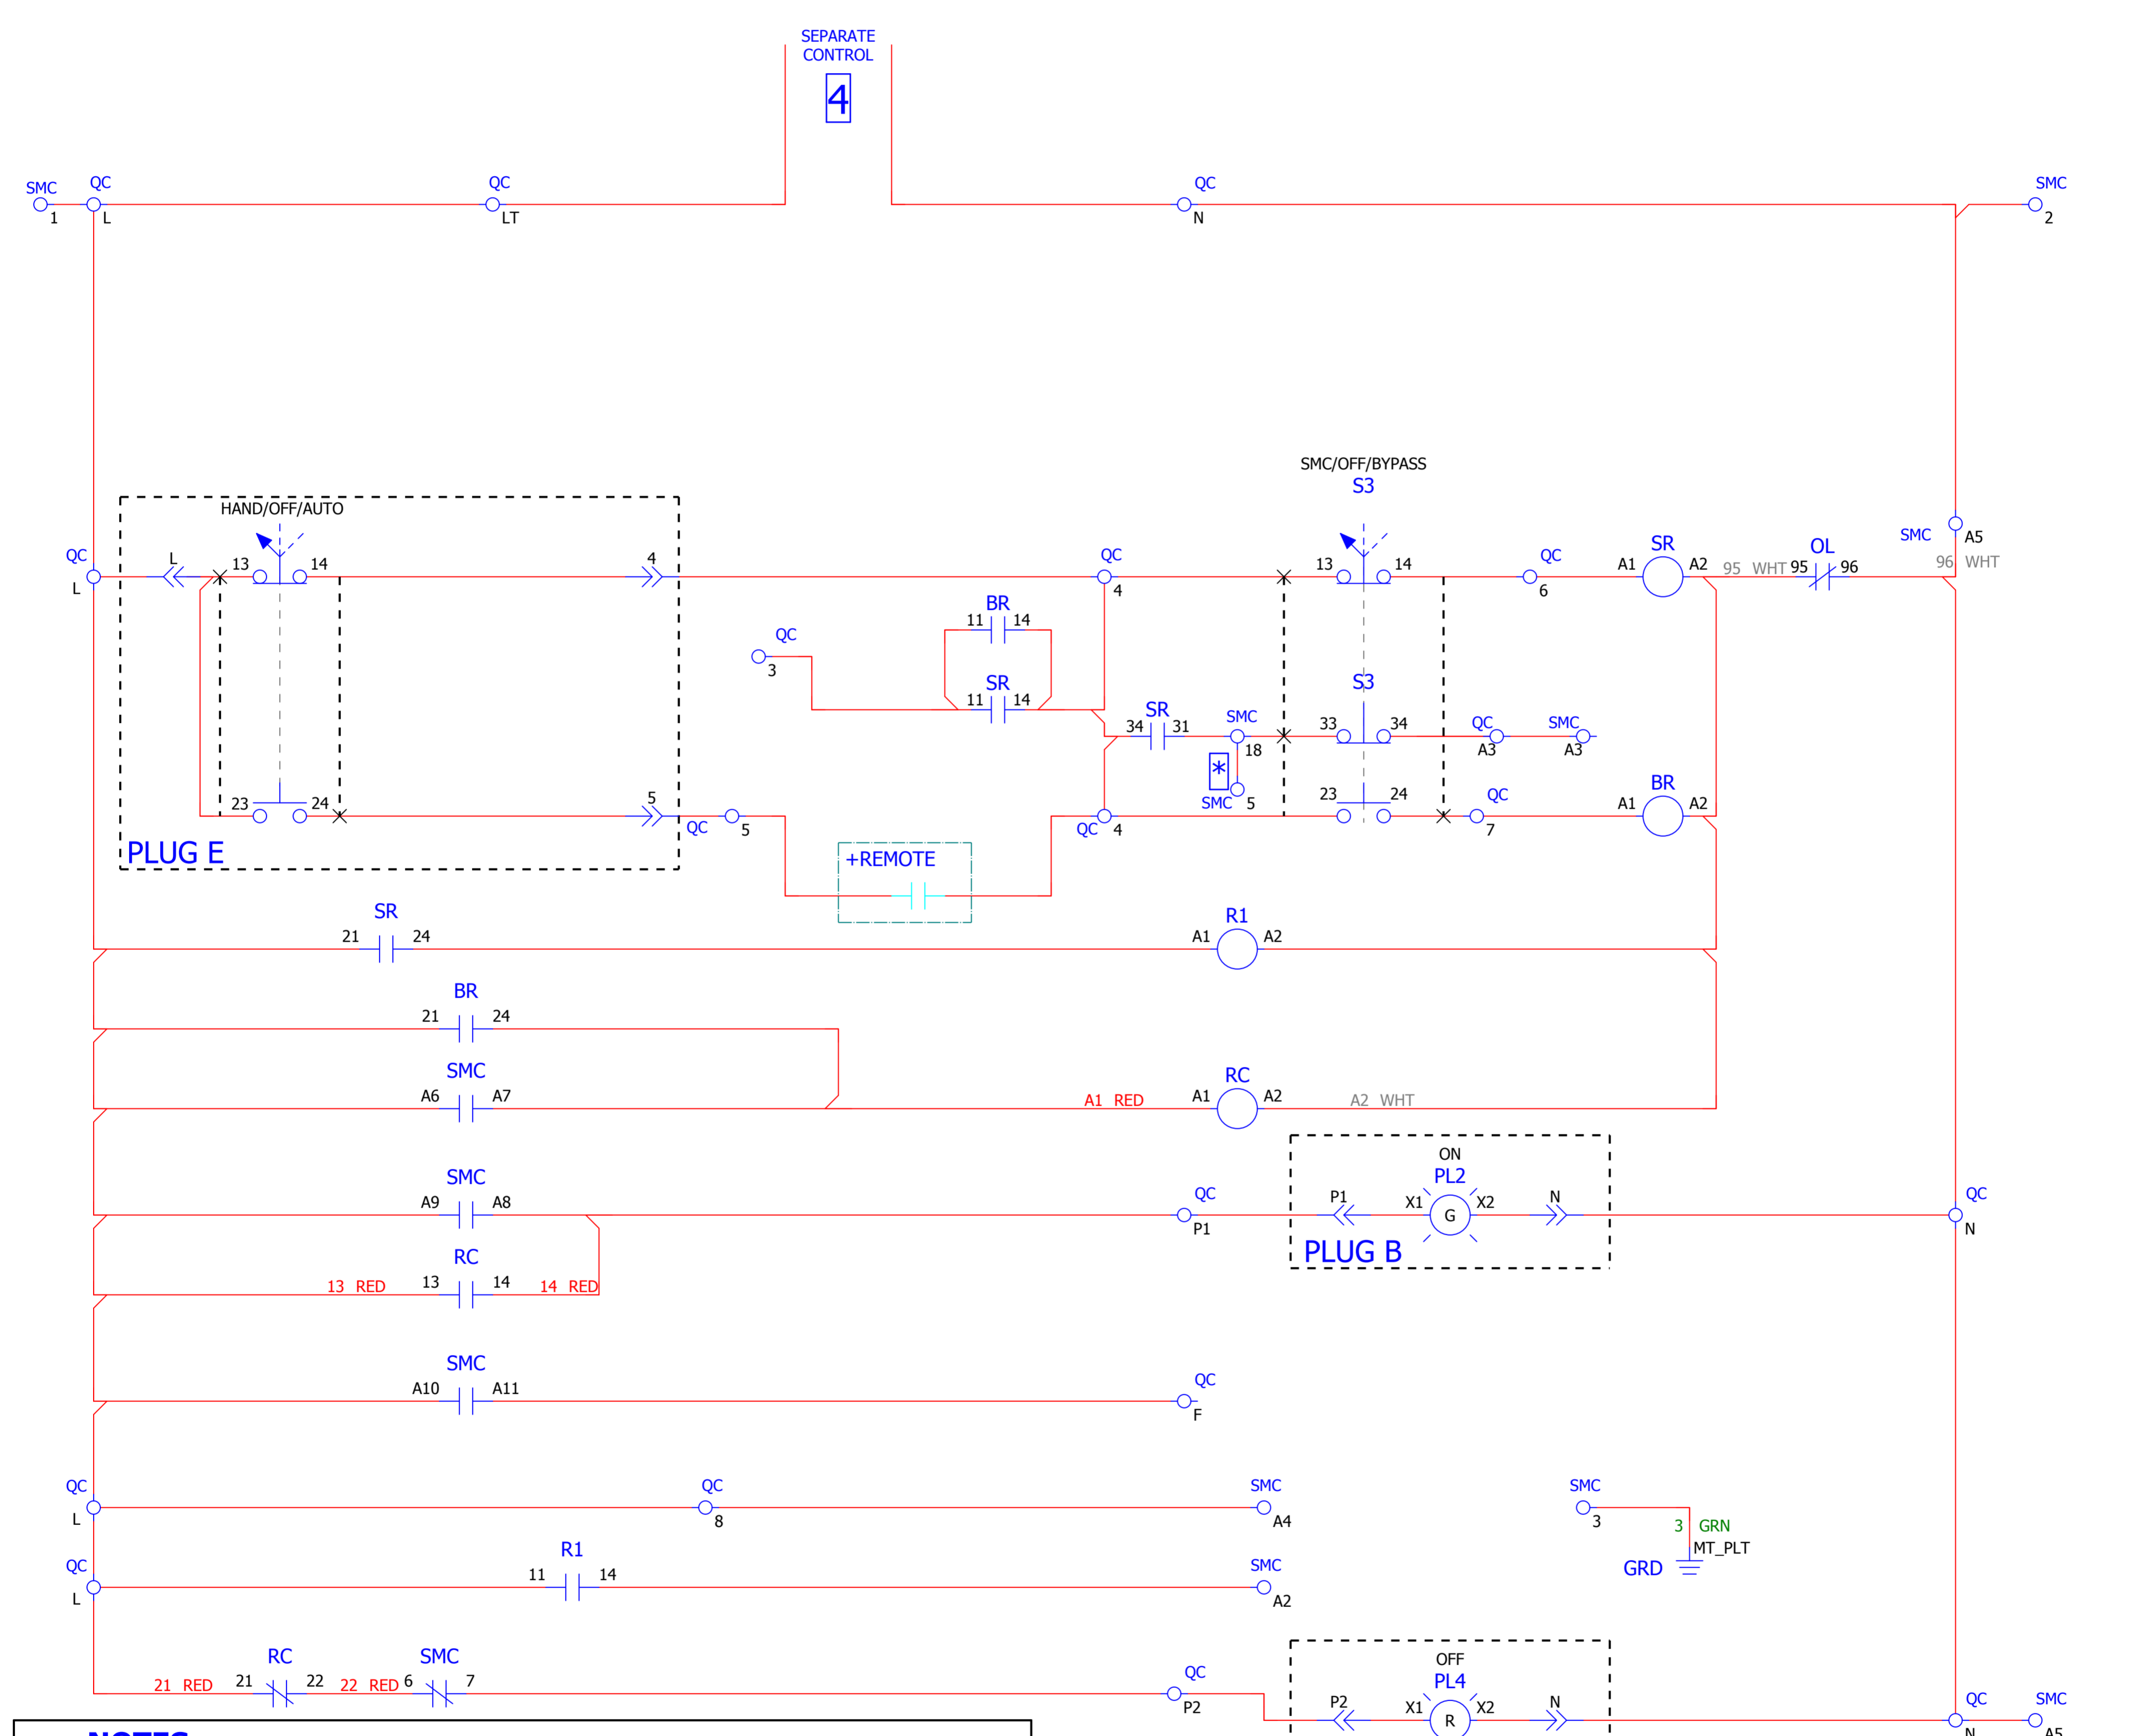 SEPARATE
CONTROL
4
SMC QC QC QC SMC
1 L LT N 2
SMC/OFF/BYPASS
S3
HAND/OFF/AUTO
SMC A5
QC L 13 14 4 QC 13 14 QC SR OL 96 WHT
L 4 6 A1 A2 95 WHT 95 96
BR
11 14
QC
3
SR
11 14
S3
SR SMC QC SMC
34 31 18 33 34 A3 A3
*
SMC 5
BR
23 24 5 QC 5 QC 4 23 24 QC 7 A1 A2
PLUG E
+REMOTE
SR R1
21 24 A1 A2
BR
21 24
SMC RC
A6 A7 A1 RED A1 A2 A2 WHT
ON
SMC QC PL2 QC
A9 A8 P1 P1 X1 G X2 N N
PLUG B
RC
13 RED 13 14 14 RED
SMC QC
A10 A11 F
QC QC SMC SMC
L 8 A4 3
3 GRN
MT_PLT
GRD
QC R1 SMC
L 11 14 A2
OFF
RC SMC QC PL4 QC SMC
21 RED 21 22 22 RED 6 7 P2 P2 X1 R X2 N N A5
NOTES